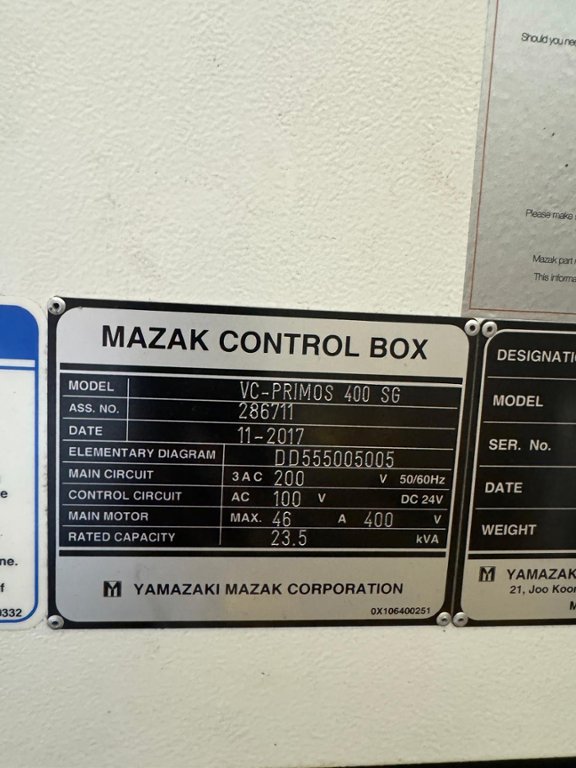 Should you nee
Please make
Mazak part
This informa
MAZAK CONTROL BOX
MODEL VC-PRIMOS 400 SG
ASS. NO. 286711
DATE 11-2017
ELEMENTARY DIAGRAM DD555005005
MAIN CIRCUIT 3 A C 200 V 50/60Hz
CONTROL CIRCUIT AC 100 V DC 24V
MAIN MOTOR MAX. 46 A 400 V
RATED CAPACITY 23.5 kVA
YAMAZAKI MAZAK CORPORATION
0X106400251
DESIGNATI
MODEL
SER. No.
DATE
WEIGHT
YAMAZAK
21, Joo Koon
M
e
ne.
f
0332